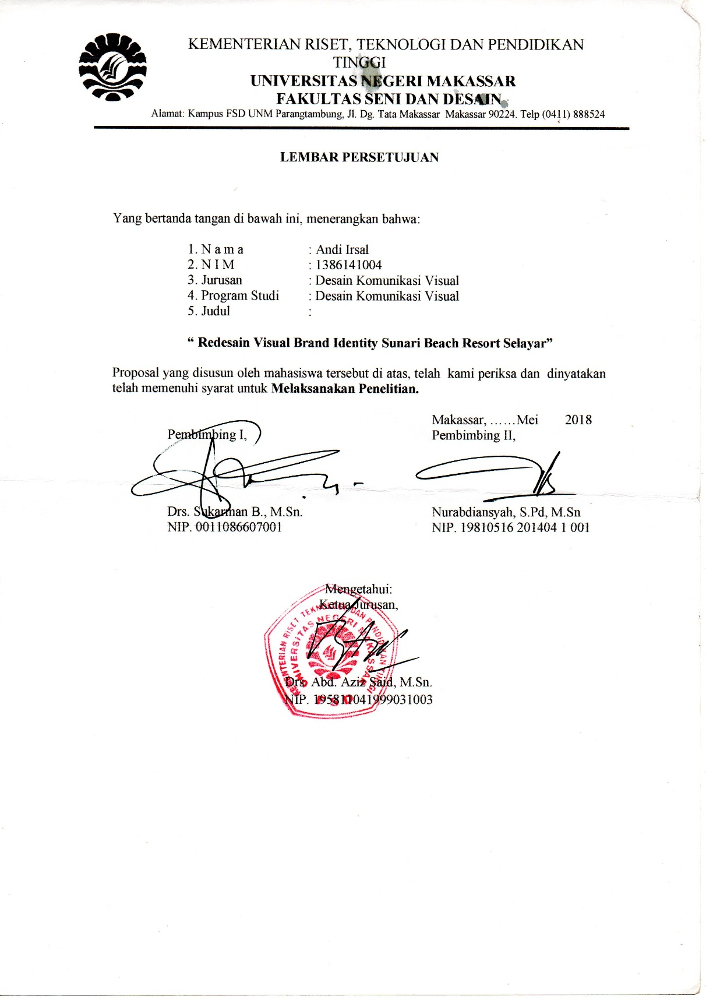 KEMENTERIAN RISET, TEKNOLOGI DAN PENDIDIKAN
TINGGI
UNIVERSITAS NEGERI MAKASSAR
FAKULTAS SENI DAN DESAIN
Alamat: Kampus FSD UNM Parangtambung, Jl. Dg. Tata Makassar Makassar 90224. Telp (0411) 888524
LEMBAR PERSETUJUAN
Yang bertanda tangan di bawah ini, menerangkan bahwa:
1. N a m a : Andi Irsal
2. N I M : 1386141004
3. Jurusan : Desain Komunikasi Visual
4. Program Studi : Desain Komunikasi Visual
5. Judul :
“ Redesain Visual Brand Identity Sunari Beach Resort Selayar”
Proposal yang disusun oleh mahasiswa tersebut di atas, telah kami periksa dan dinyatakan
telah memenuhi syarat untuk Melaksanakan Penelitian.
Makassar, ……Mei 2018
Pembimbing I, Pembimbing II,
Drs. Sukarman B., M.Sn. Nurabdiansyah, S.Pd, M.Sn
NIP. 0011086607001 NIP. 19810516 201404 1 001
Mengetahui:
Ketua Jurusan,
KEMENTERIAN RISET TEKNOLOGI DAN PENDIDIKAN TINGGI
UNIVERSITAS NEGERI MAKASSAR
FSD
Drs. Abd. Aziz Said, M.Sn.
NIP. 195811041999031003